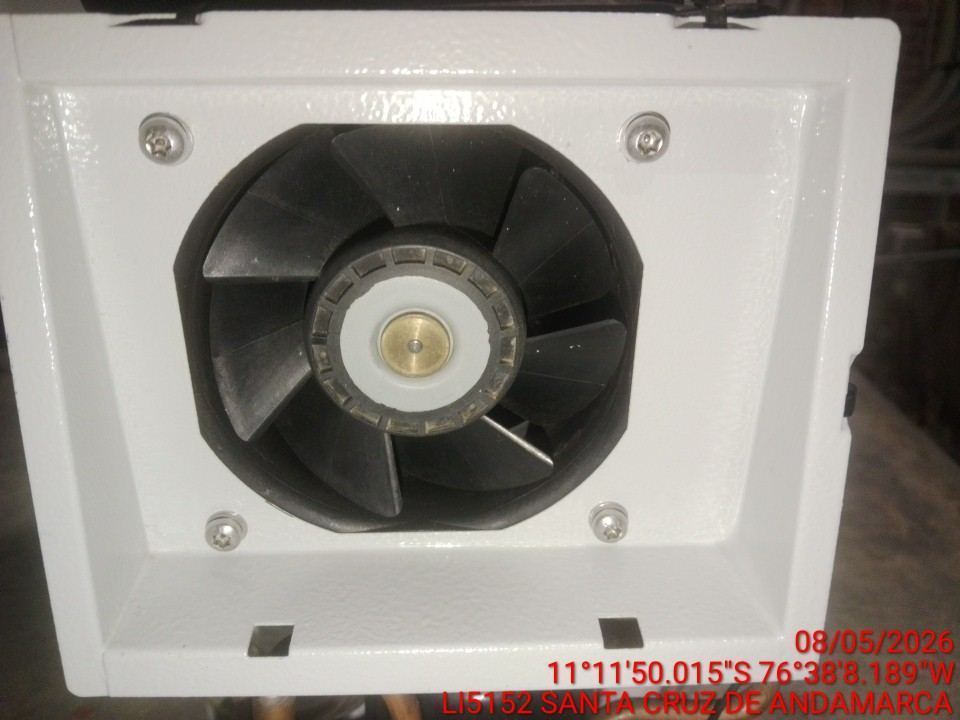 08/05/2026
11°11'50.015"S 76°38'8.189"W
LI5152 SANTA CRUZ DE ANDAMARCA